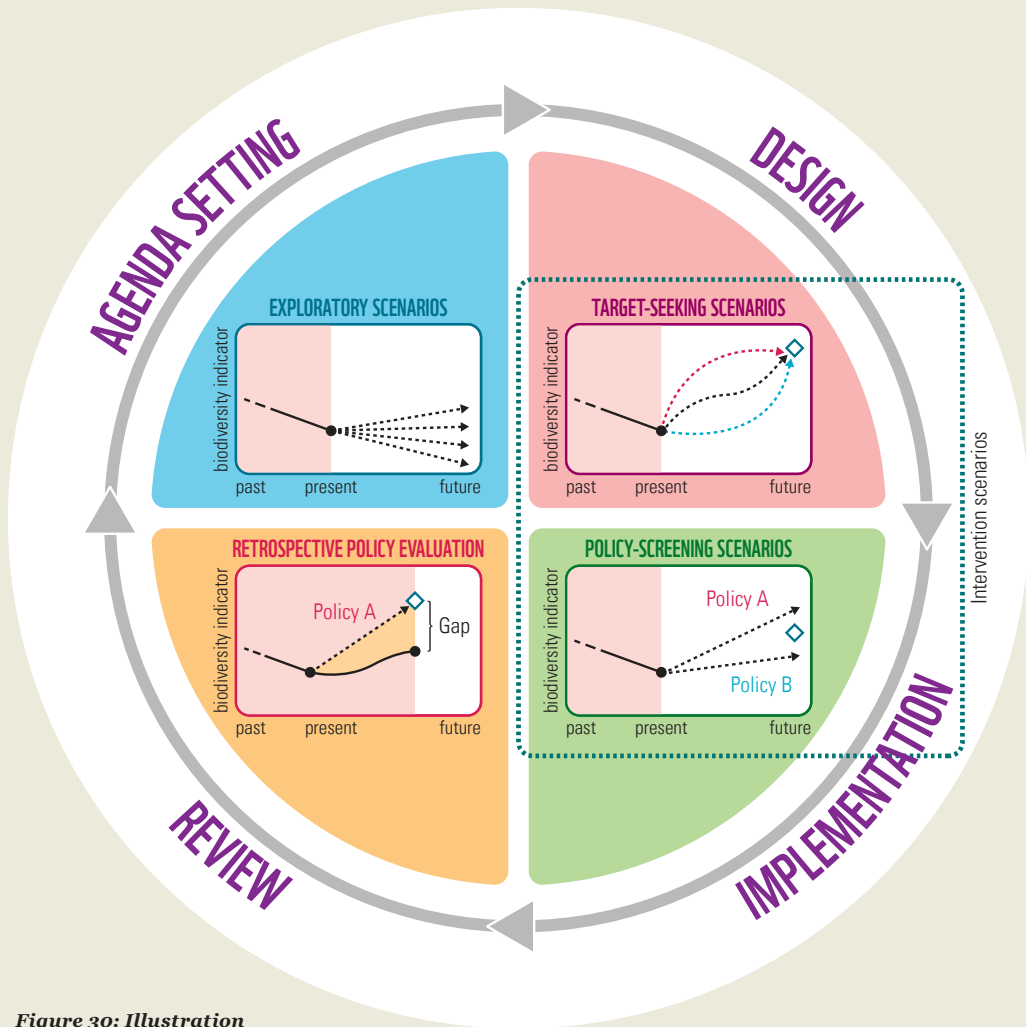 AGENDA SETTING
DESIGN
EXPLORATORY SCENARIOS
biodiversity indicator
past present future
TARGET-SEEKING SCENARIOS
biodiversity indicator
past present future
Intervention scenarios
RETROSPECTIVE POLICY EVALUATION
biodiversity indicator
Policy A
Gap
past present future
POLICY-SCREENING SCENARIOS
biodiversity indicator
Policy A
Policy B
past present future
REVIEW
IMPLEMENTATION
Figure 30: Illustration